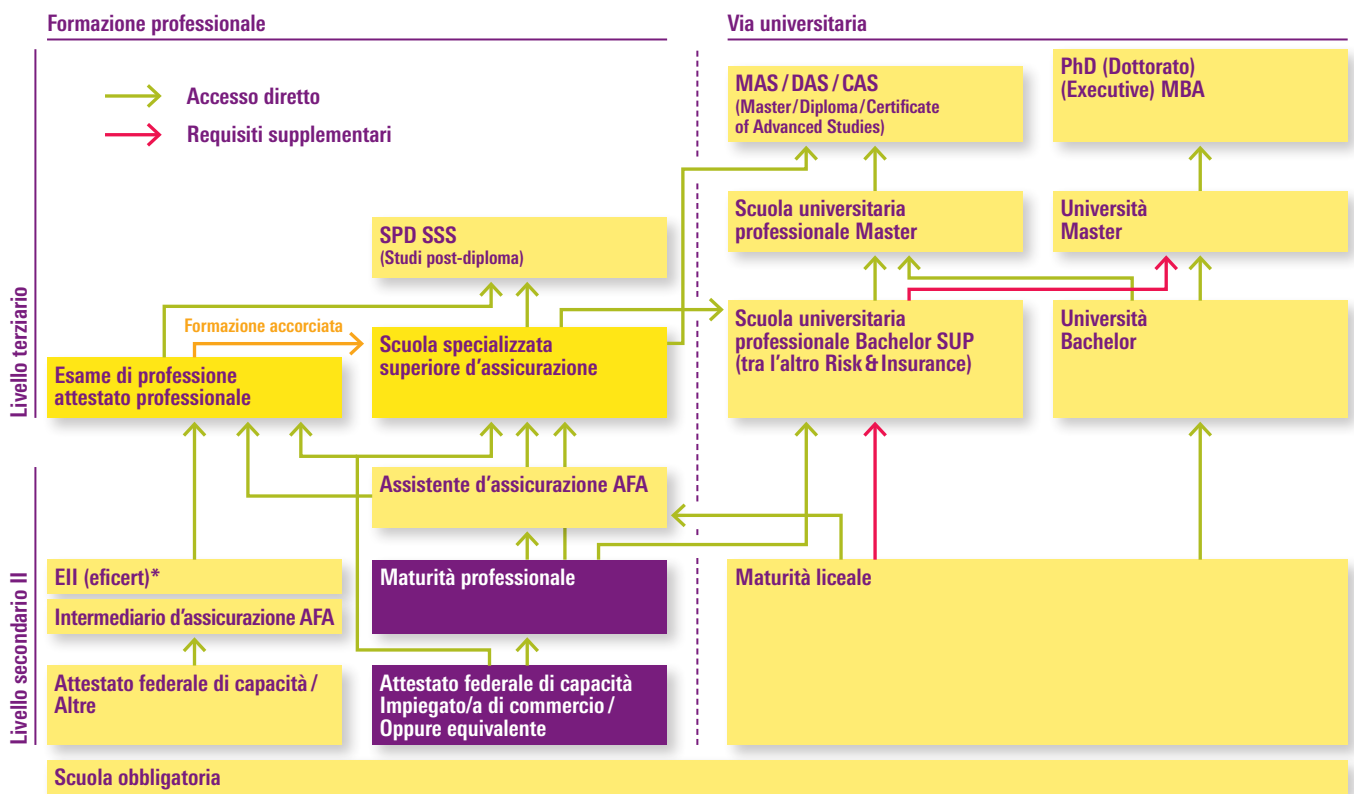 Formazione professionale
Via universitaria
Accesso diretto
Requisiti supplementari
MAS / DAS / CAS
(Master / Diploma / Certificate
of Advanced Studies)
PhD (Dottorato)
(Executive) MBA
Livello terziario
SPD SSS
(Studi post-diploma)
Scuola universitaria
professionale Master
Università
Master
Formazione accorciata
Esame di professione
attestato professionale
Scuola specializzata
superiore d'assicurazione
Scuola universitaria
professionale Bachelor SUP
(tra l'altro Risk & Insurance)
Università
Bachelor
Livello secondario II
Assistente d'assicurazione AFA
EII (eficert)*
Intermediario d'assicurazione AFA
Maturità professionale
Maturità liceale
Attestato federale di capacità /
Altre
Attestato federale di capacità
Impiegato/a di commercio /
Oppure equivalente
Scuola obbligatoria